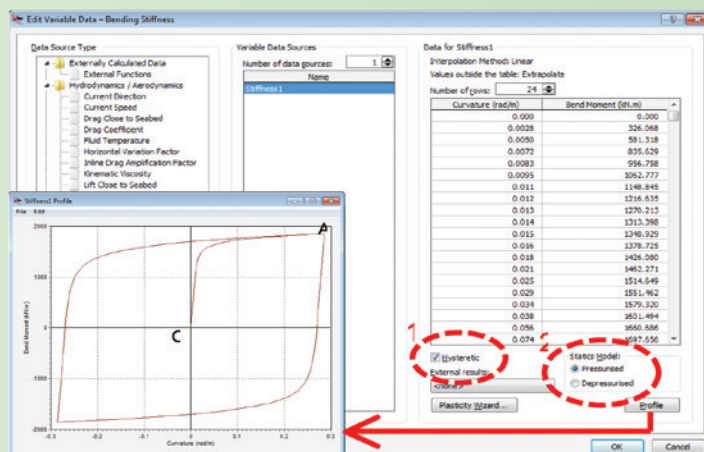 Edit Variable Data - Bending Stiffness
Data Source Type
Externally Calculated Data
External Functions
Hydrodynamics / Aerodynamics
Current Direction
Current Speed
Drag Close to Seabed
Drag Coefficient
Fluid Temperature
Horizontal Variation Factor
Inline Drag Amplification Factor
Kinematic Viscosity
Lift Close to Seabed
Variable Data Sources
Number of data sources: 1
Name
Stiffness1
Data for Stiffness1
Interpolation Method: Linear
Values outside the table: Extrapolate
Number of rows: 24
Curvature (rad/m) Bend Moment (kN.m)
0.000 0.000
0.0028 326.068
0.0050 581.318
0.0072 835.629
0.0083 956.758
0.0095 1062.777
0.011 1148.845
0.012 1216.635
0.013 1270.213
0.014 1313.398
0.015 1348.929
0.016 1378.725
0.018 1426.080
0.021 1462.271
0.025 1514.649
0.029 1551.462
0.034 1579.320
0.038 1601.494
0.056 1660.686
0.074 1697.656
1
Hysteretic
External results:
<none>
Plasticity Wizard...
2
Statics Model:
Pressurised
Depressurised
Profile
OK Cancel
Stiffness1 Profile
File Edit
A
C
2000
1000
0
-1000
-2000
Bend Moment (kN.m)
-0.3 -0.2 -0.1 0 0.1 0.2 0.3
Curvature (rad/m)